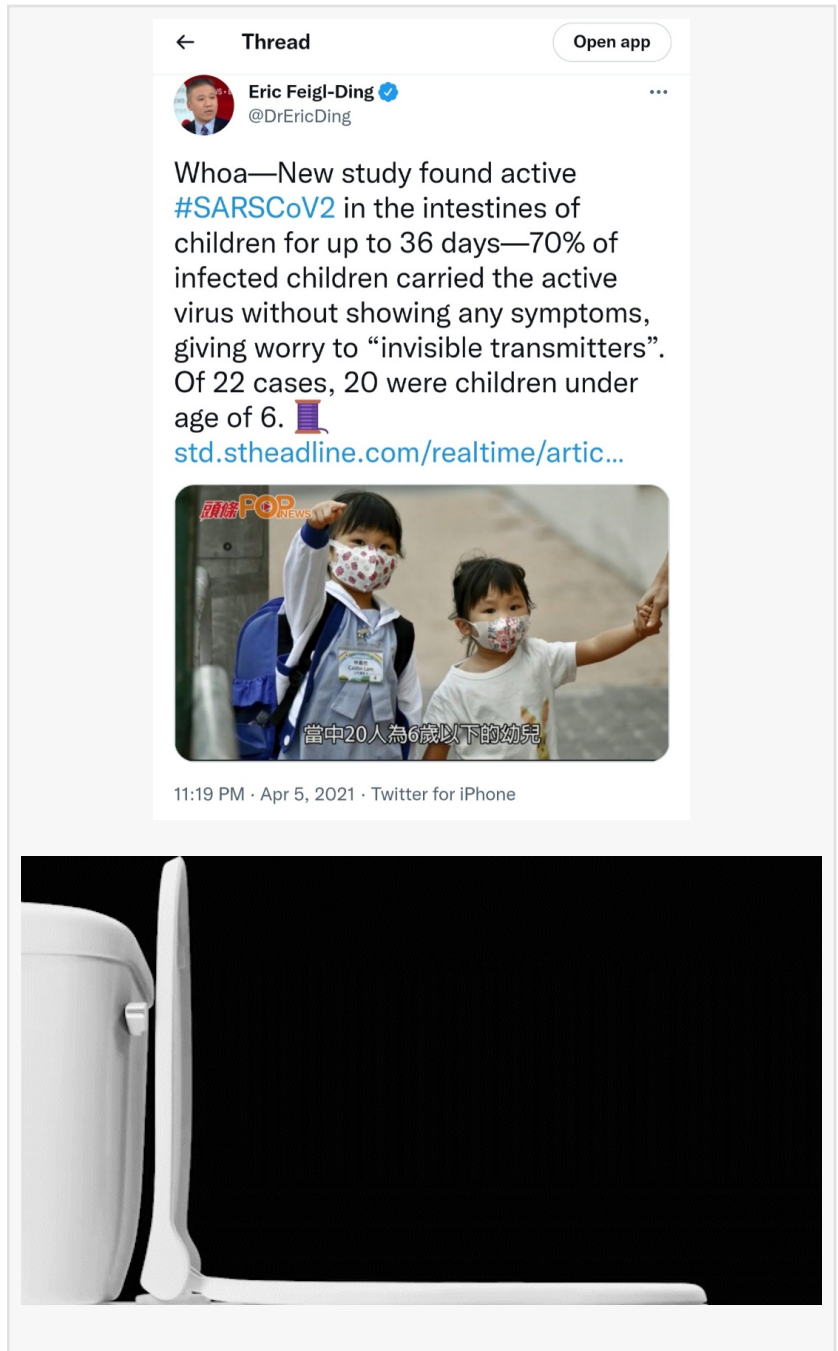 Thread
Open app
Eric Feigl-Ding
@DrEricDing
Whoa—New study found active
#SARSCoV2 in the intestines of
children for up to 36 days—70% of
infected children carried the active
virus without showing any symptoms,
giving worry to “invisible transmitters”.
Of 22 cases, 20 were children under
age of 6.
std.stheadline.com/realtime/artic...
頭條POP
NEWS
當中20人為6歲以下的幼兒
11:19 PM · Apr 5, 2021 · Twitter for iPhone